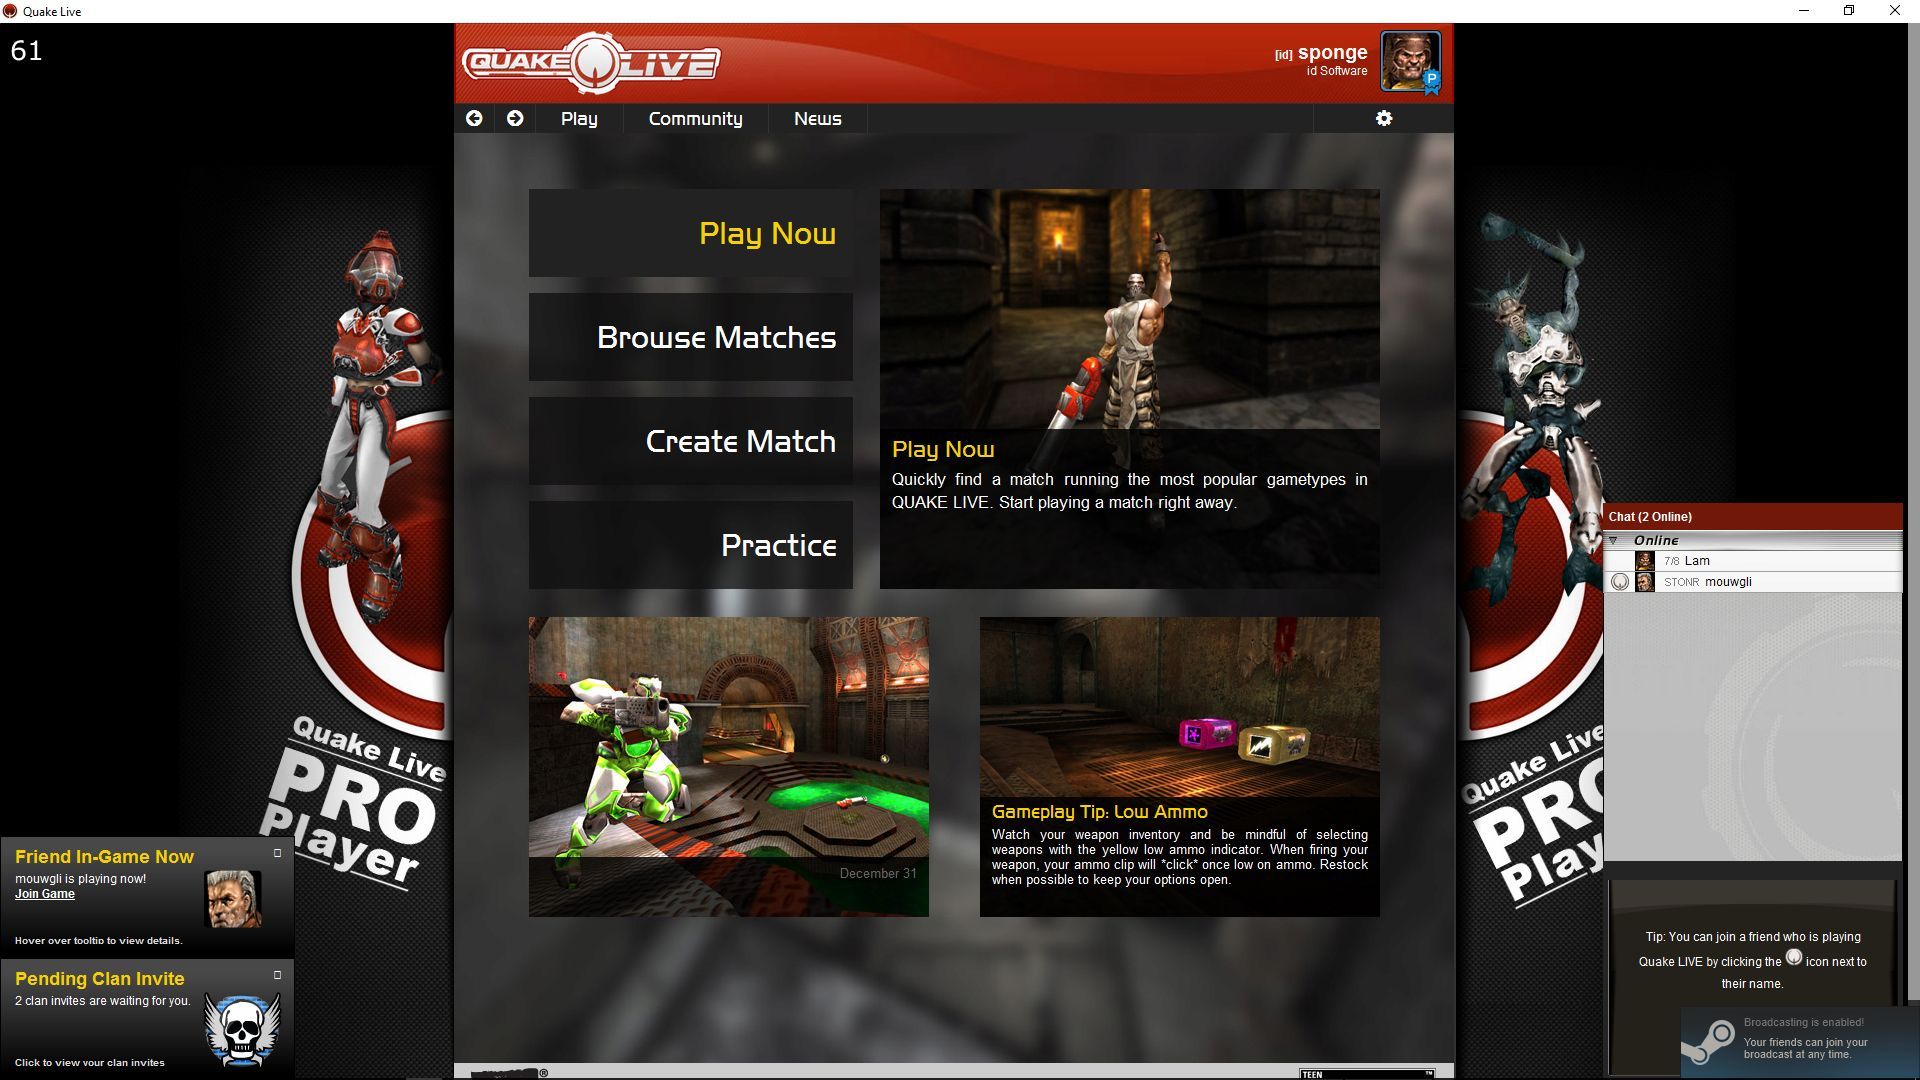 Quake Live
61
QUAKE LIVE
[id] sponge
id Software
P
Play
Community
News
Play Now
Browse Matches
Create Match
Practice
Play Now
Quickly find a match running the most popular gametypes in
QUAKE LIVE. Start playing a match right away.
December 31
Gameplay Tip: Low Ammo
Watch your weapon inventory and be mindful of selecting
weapons with the yellow low ammo indicator. When firing your
weapon, your ammo clip will *click* once low on ammo. Restock
when possible to keep your options open.
Quake Live
PRO
Player
Friend In-Game Now
mouwgli is playing now!
Join Game
Hover over tooltip to view details.
Pending Clan Invite
2 clan invites are waiting for you.
Click to view your clan invites
Quake Live
PRO
Play
Chat (2 Online)
Online
7/8 Lam
STONR mouwgli
Tip: You can join a friend who is playing
Quake LIVE by clicking the icon next to
their name.
Broadcasting is enabled!
Your friends can join your
broadcast at any time.
®
TEEN ™